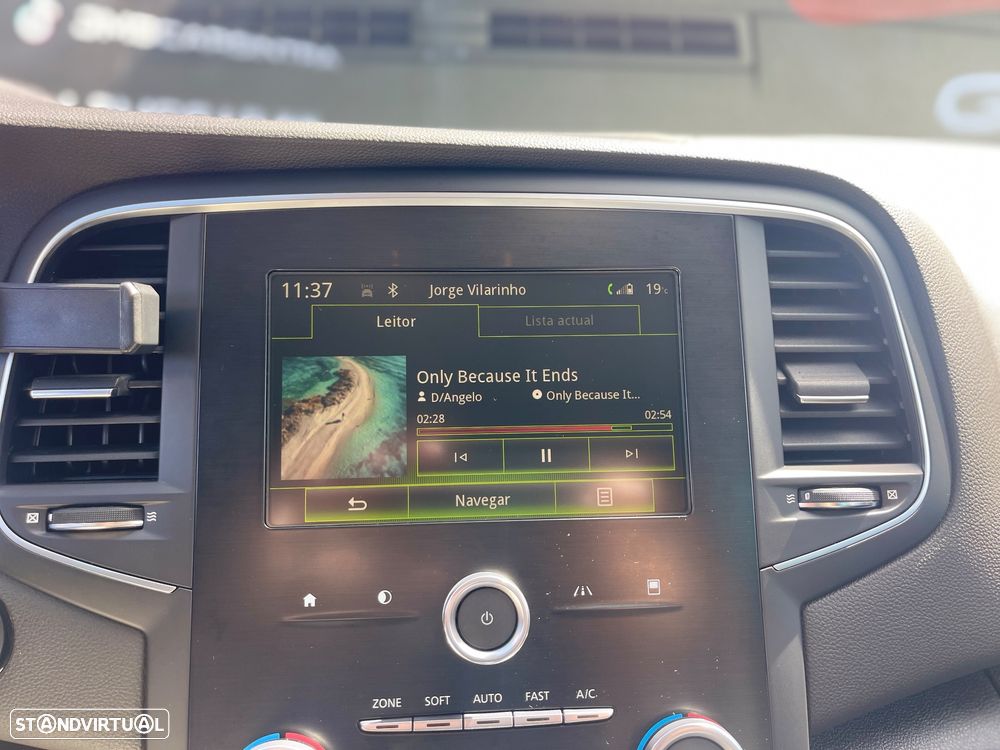 11:37 Jorge Vilarinho 19°c
Leitor Lista actual
Only Because It Ends
D/Angelo Only Because It...
02:28 02:54
Navegar
ZONE SOFT AUTO FAST A/C
STANDVIRTUAL